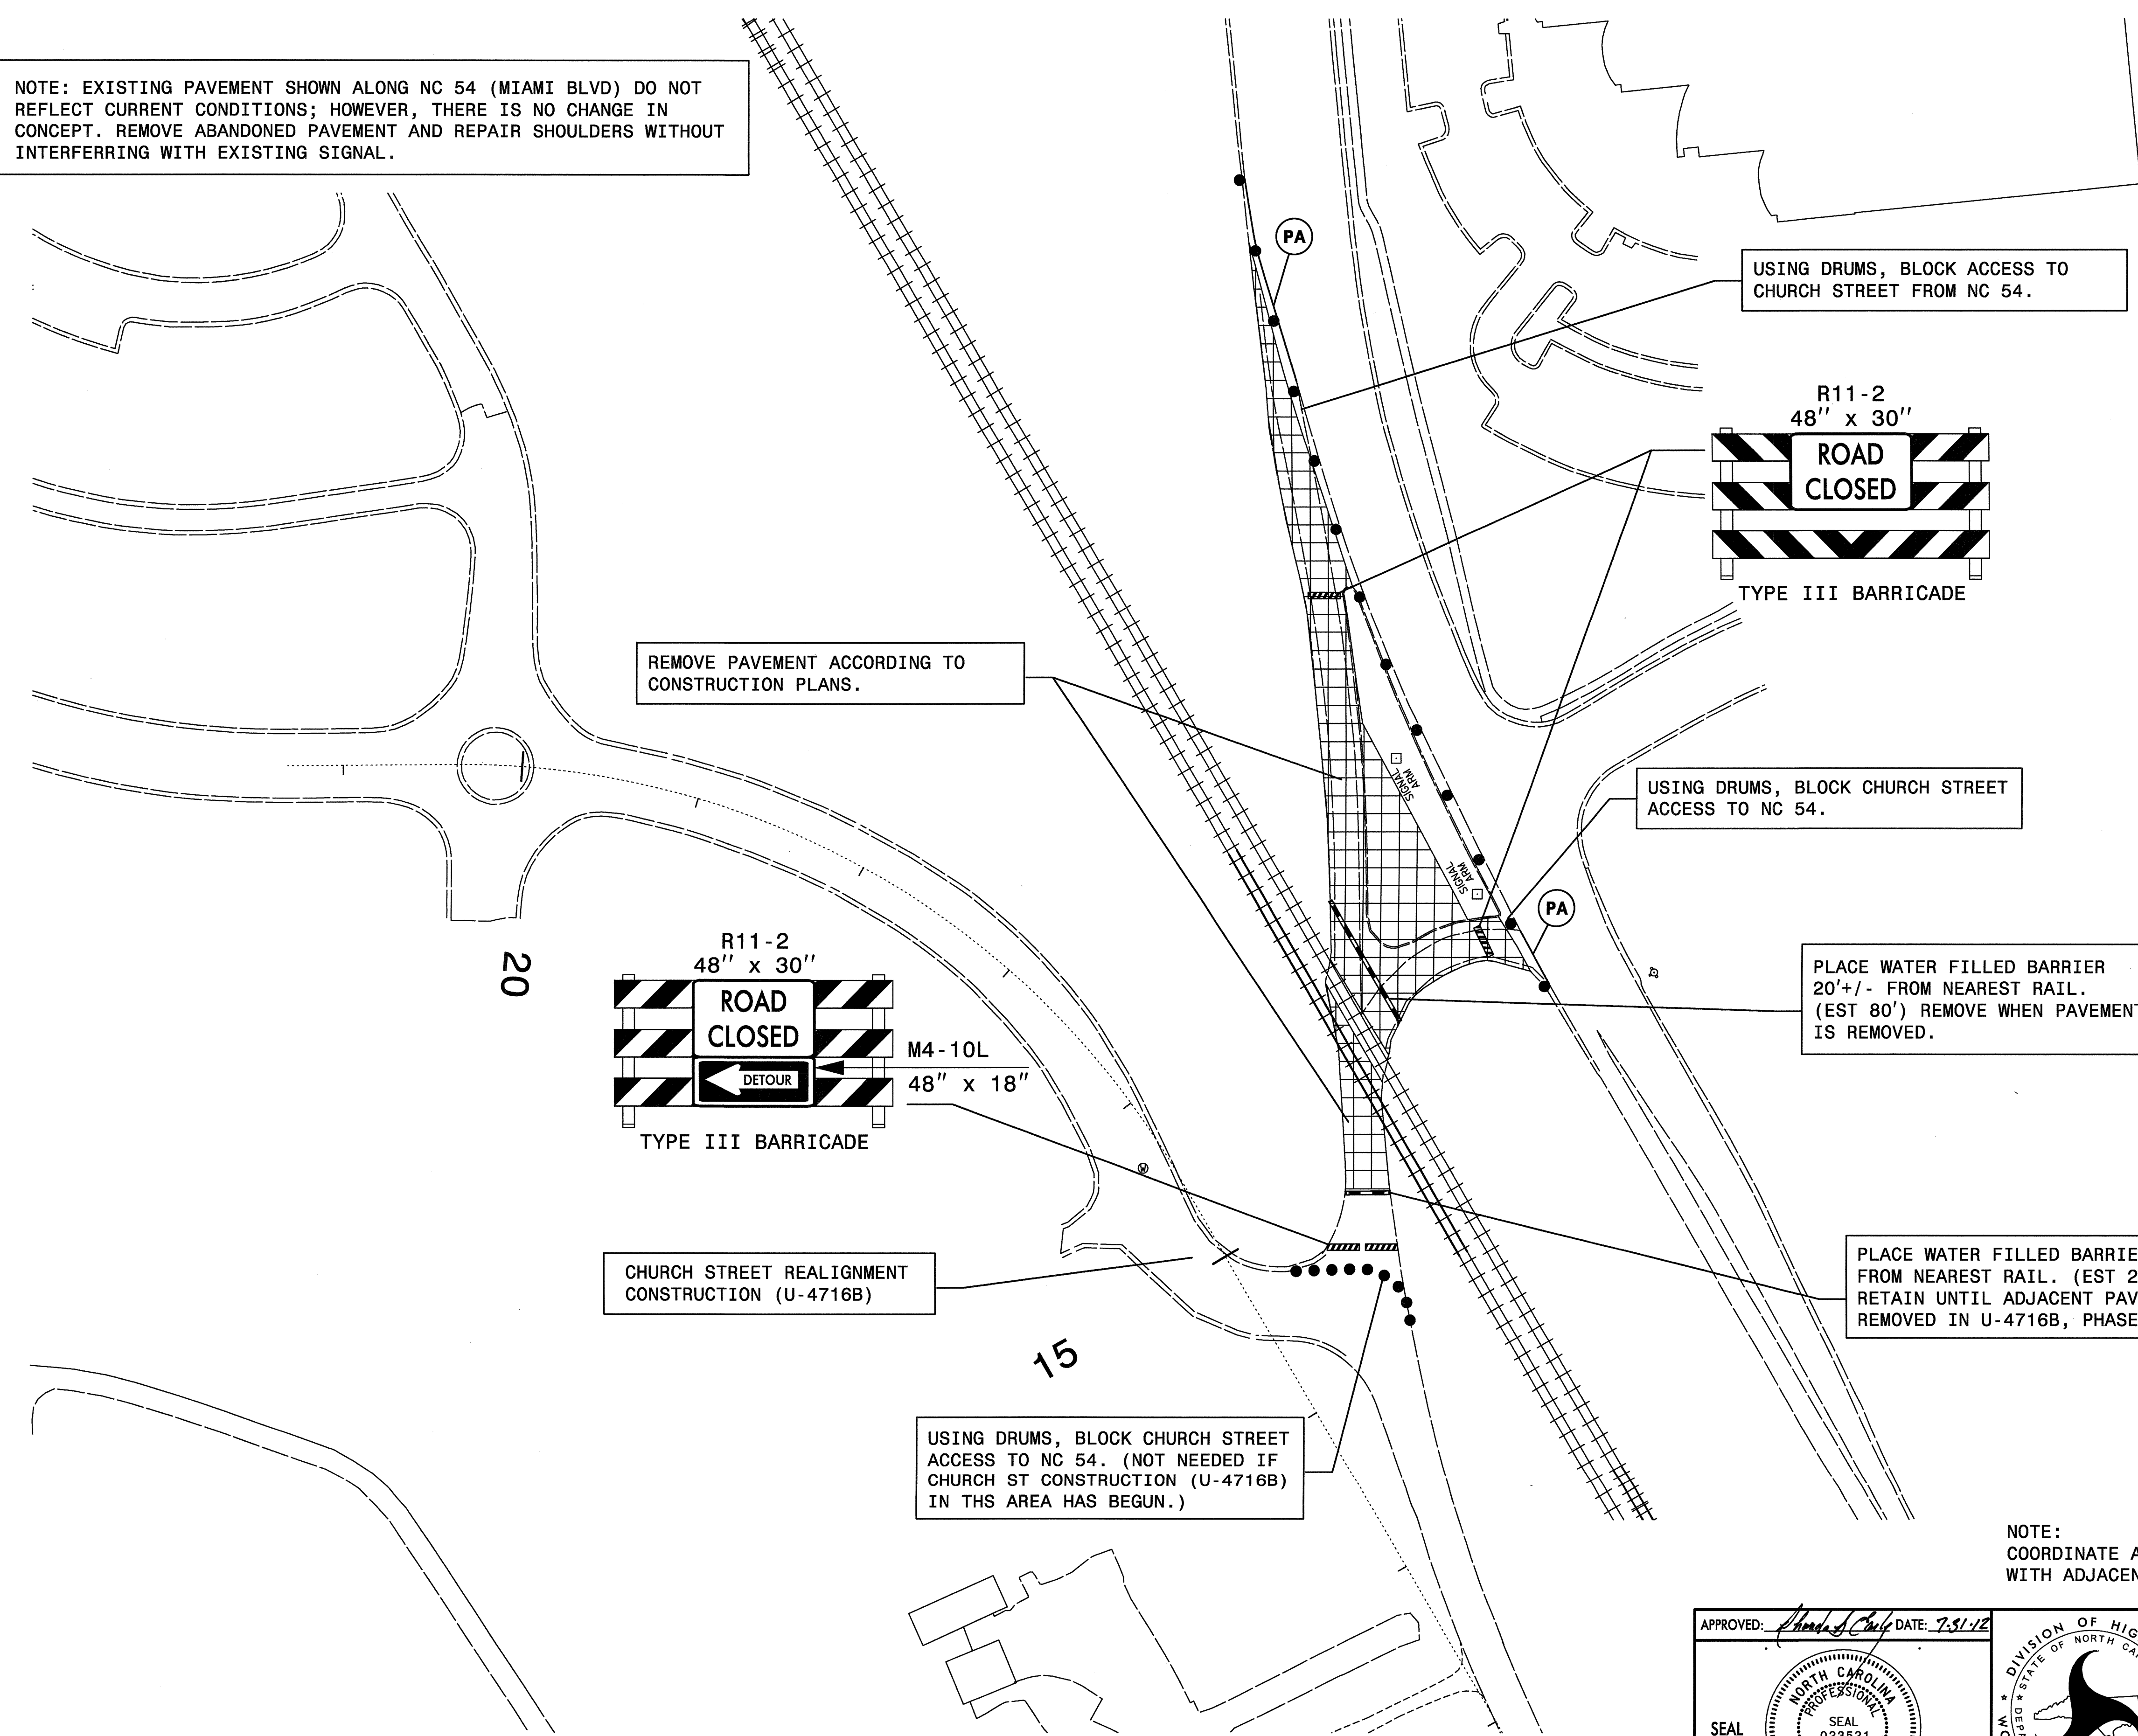 NOTE: EXISTING PAVEMENT SHOWN ALONG NC 54 (MIAMI BLVD) DO NOT
REFLECT CURRENT CONDITIONS; HOWEVER, THERE IS NO CHANGE IN
CONCEPT. REMOVE ABANDONED PAVEMENT AND REPAIR SHOULDERS WITHOUT
INTERFERRING WITH EXISTING SIGNAL.
PA
USING DRUMS, BLOCK ACCESS TO
CHURCH STREET FROM NC 54.
R11-2
48" x 30"
ROAD
CLOSED
TYPE III BARRICADE
REMOVE PAVEMENT ACCORDING TO
CONSTRUCTION PLANS.
SIGNAL
ARM
USING DRUMS, BLOCK CHURCH STREET
ACCESS TO NC 54.
SIGNAL
ARM
PA
20
R11-2
48" x 30"
ROAD
CLOSED
DETOUR
M4-10L
48" x 18"
TYPE III BARRICADE
PLACE WATER FILLED BARRIER
20'+/- FROM NEAREST RAIL.
(EST 80') REMOVE WHEN PAVEMENT
IS REMOVED.
W
CHURCH STREET REALIGNMENT
CONSTRUCTION (U-4716B)
PLACE WATER FILLED BARRIE
FROM NEAREST RAIL. (EST 2
RETAIN UNTIL ADJACENT PAV
REMOVED IN U-4716B, PHASE
15
USING DRUMS, BLOCK CHURCH STREET
ACCESS TO NC 54. (NOT NEEDED IF
CHURCH ST CONSTRUCTION (U-4716B)
IN THS AREA HAS BEGUN.)
NOTE:
COORDINATE A
WITH ADJACEN
APPROVED: DATE: 7-31-12
SEAL
NORTH CAROLINA
PROFESSIONAL
SEAL
DIVISION OF HIG
STATE OF NORTH CA